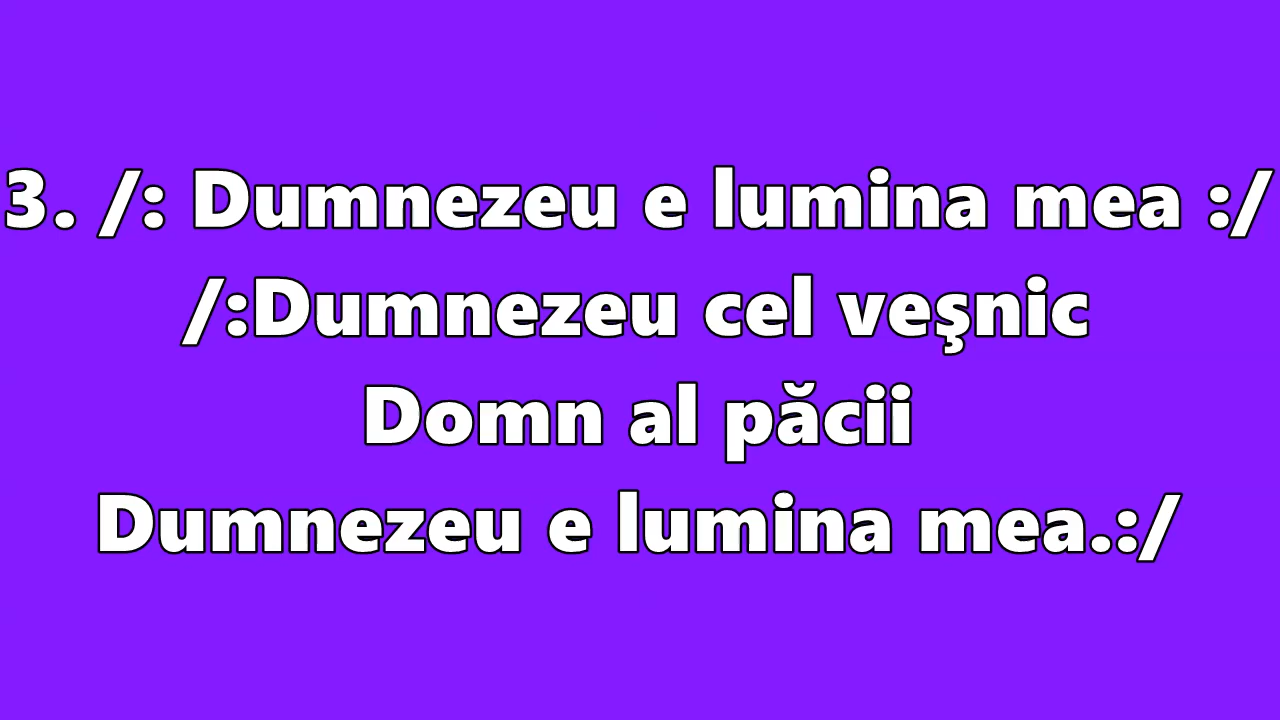 3. /: Dumnezeu e lumina mea :/
/:Dumnezeu cel veşnic
Domn al păcii
Dumnezeu e lumina mea.:/